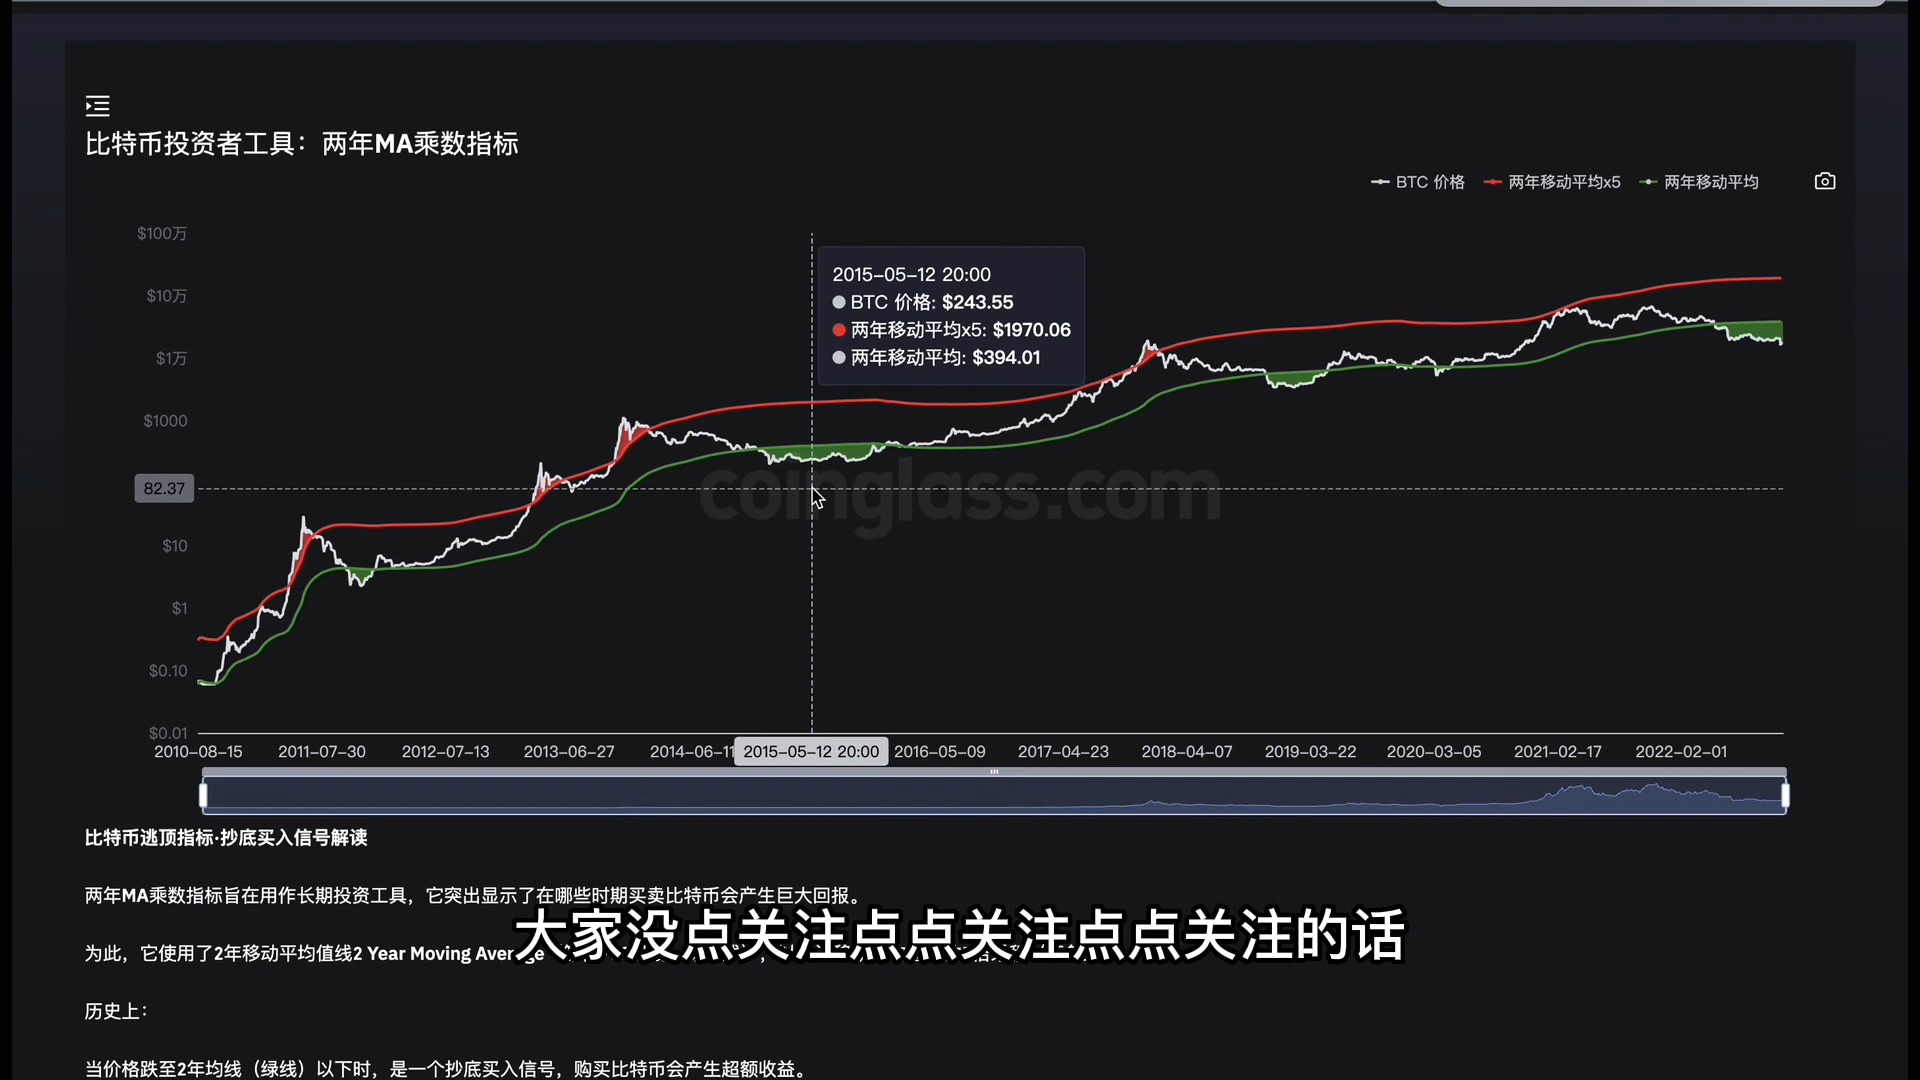 比特币投资者工具：两年MA乘数指标
BTC 价格 两年移动平均x5 两年移动平均
$100万
$10万
$1万
$1000
82.37
$10
$1
$0.10
$0.01
2015-05-12 20:00
BTC 价格: $243.55
两年移动平均x5: $1970.06
两年移动平均: $394.01
coinglass.com
2010-08-15 2011-07-30 2012-07-13 2013-06-27 2014-06-11 2015-05-12 20:00 2016-05-09 2017-04-23 2018-04-07 2019-03-22 2020-03-05 2021-02-17 2022-02-01
比特币逃顶指标·抄底买入信号解读
两年MA乘数指标旨在用作长期投资工具，它突出显示了在哪些时期买卖比特币会产生巨大回报。
大家没点关注点点关注点点关注的话
为此，它使用了2年移动平均值线2 Year Moving Average
历史上：
当价格跌至2年均线（绿线）以下时，是一个抄底买入信号，购买比特币会产生超额收益。